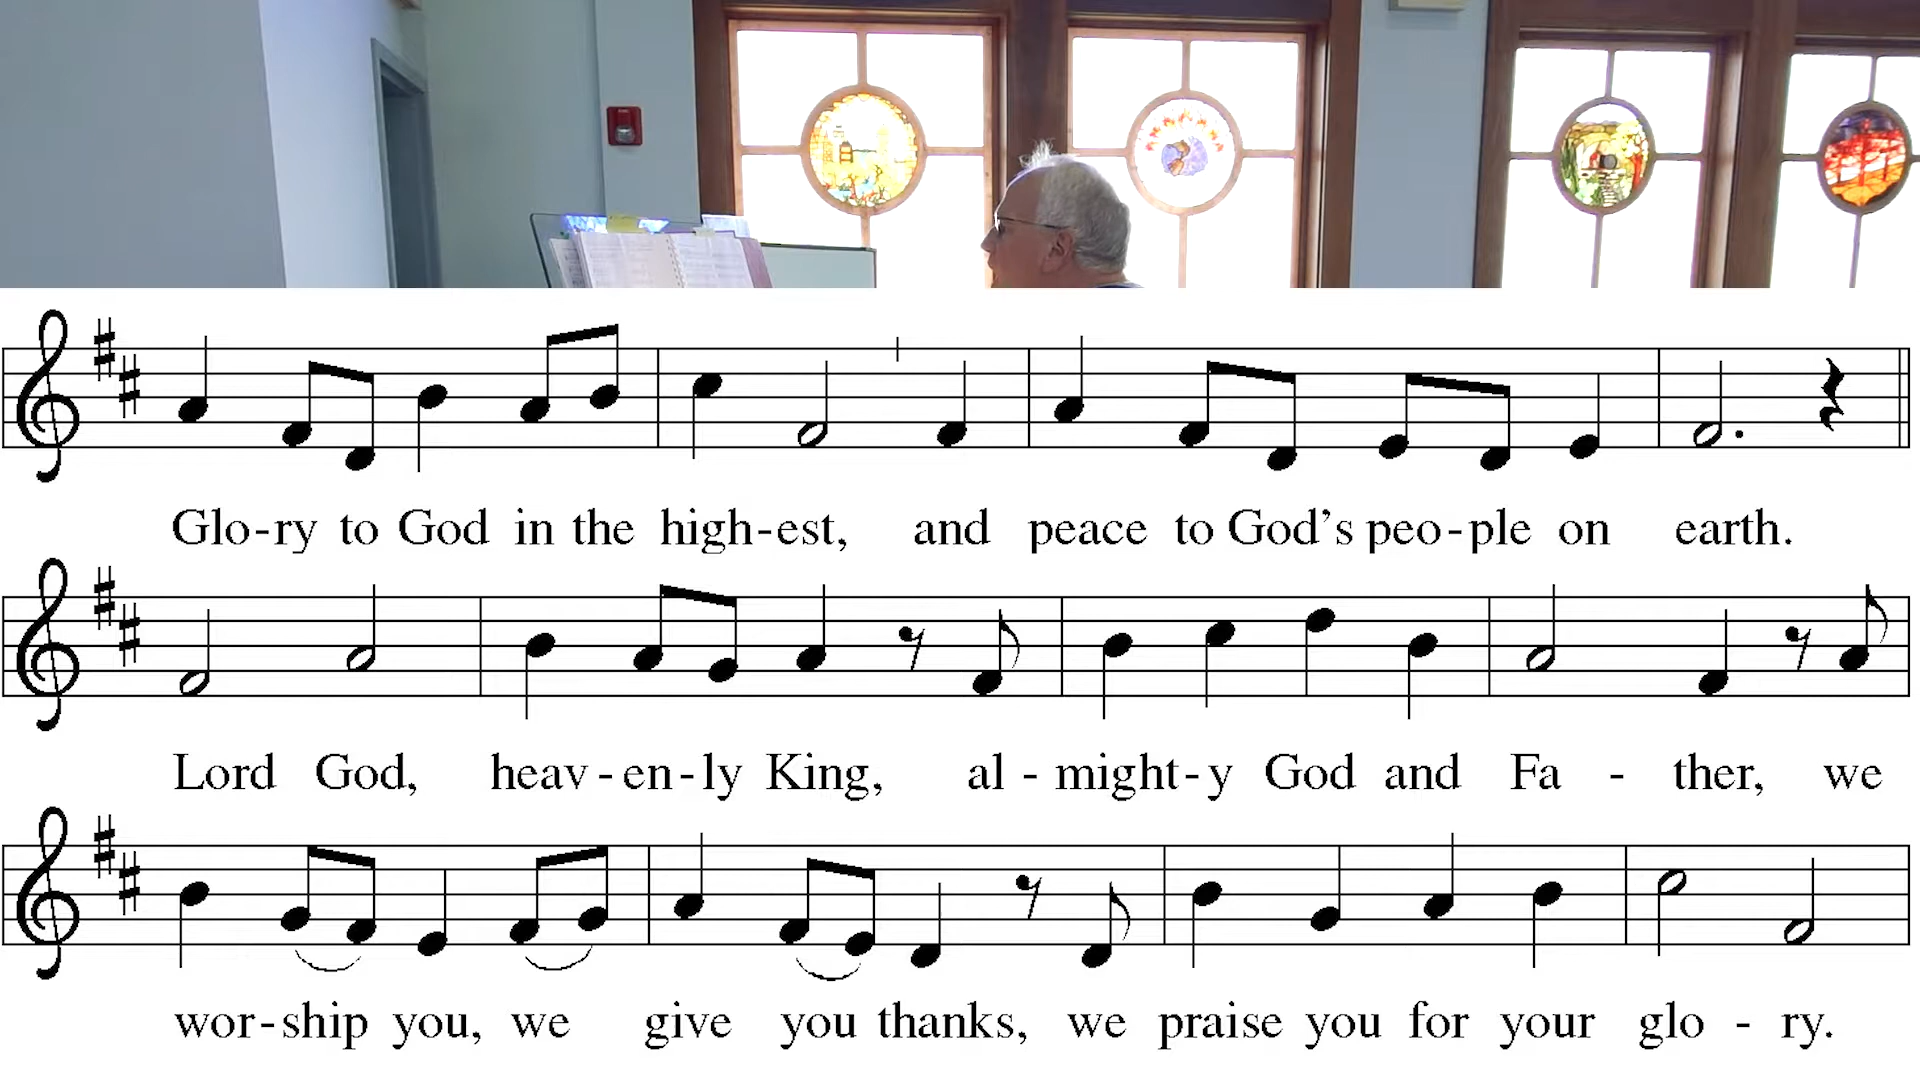 Glo-ry to God in the high-est, and peace to God's peo-ple on earth.
Lord God, heav-en-ly King, al-might-y God and Fa-ther, we
wor-ship you, we give you thanks, we praise you for your glo-ry.